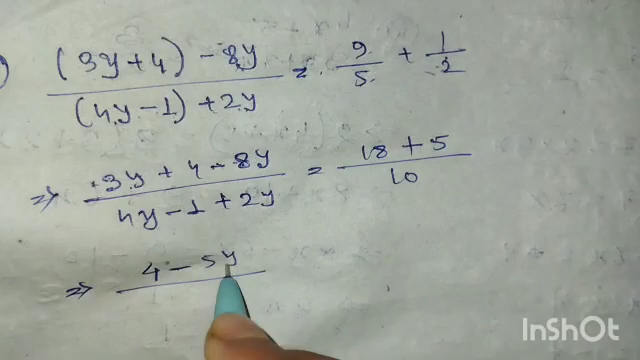 ) (3y+4) - 8y / (4y-1) + 2y = 9/5 + 1/2
⇒ 3y + 4 - 8y / 4y - 1 + 2y = 18 + 5 / 10
⇒ 4 - 5y
InShOt